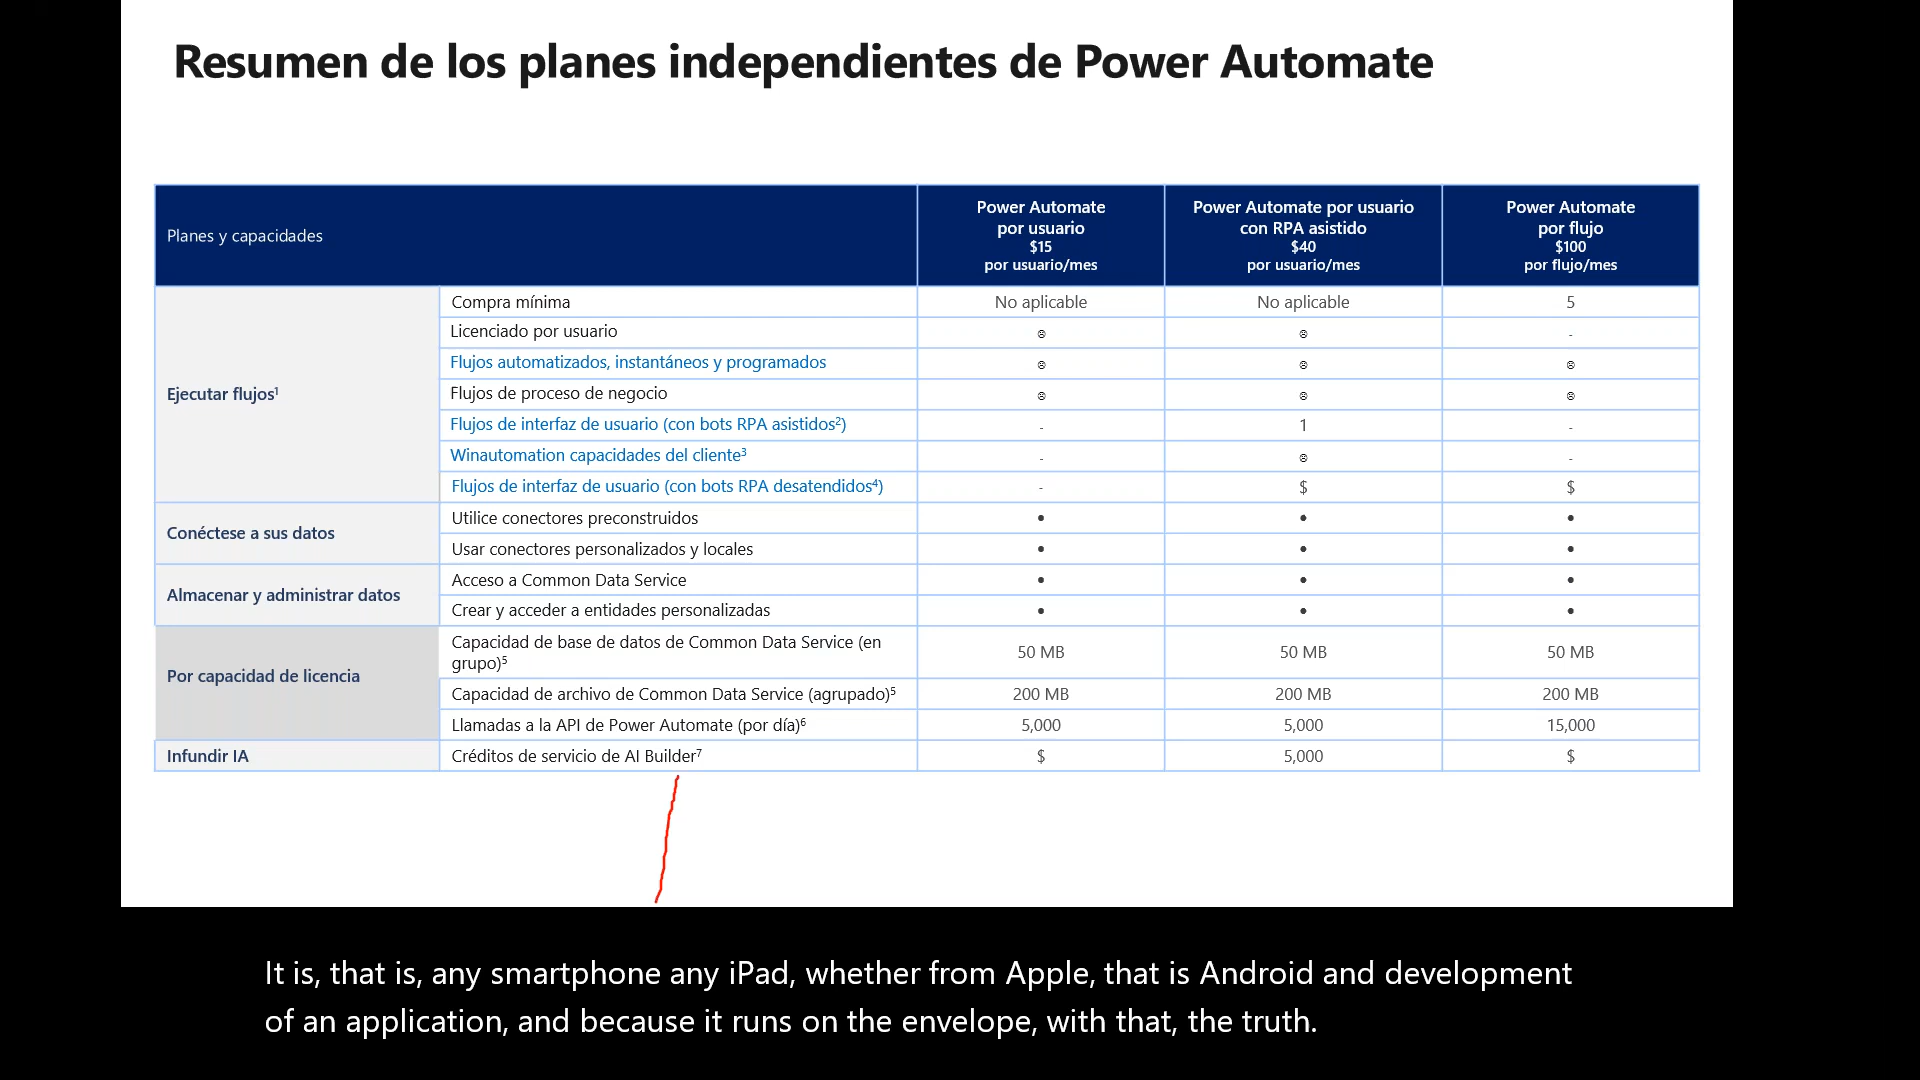 Resumen de los planes independientes de Power Automate
Planes y capacidades
Power Automate
por usuario
$15
por usuario/mes
Power Automate por usuario
con RPA asistido
$40
por usuario/mes
Power Automate
por flujo
$100
por flujo/mes
Ejecutar flujos¹
Compra mínima No aplicable No aplicable 5
Licenciado por usuario ☹ ☹ -
Flujos automatizados, instantáneos y programados ☹ ☹ ☹
Flujos de proceso de negocio ☹ ☹ ☹
Flujos de interfaz de usuario (con bots RPA asistidos²) - 1 -
Winautomation capacidades del cliente³ - ☹ -
Flujos de interfaz de usuario (con bots RPA desatendidos⁴) - $ $
Conéctese a sus datos
Utilice conectores preconstruidos • • •
Usar conectores personalizados y locales • • •
Almacenar y administrar datos
Acceso a Common Data Service • • •
Crear y acceder a entidades personalizadas • • •
Por capacidad de licencia
Capacidad de base de datos de Common Data Service (en
grupo)⁵ 50 MB 50 MB 50 MB
Capacidad de archivo de Common Data Service (agrupado)⁵ 200 MB 200 MB 200 MB
Llamadas a la API de Power Automate (por día)⁶ 5,000 5,000 15,000
Infundir IA Créditos de servicio de AI Builder⁷ $ 5,000 $
It is, that is, any smartphone any iPad, whether from Apple, that is Android and development
of an application, and because it runs on the envelope, with that, the truth.